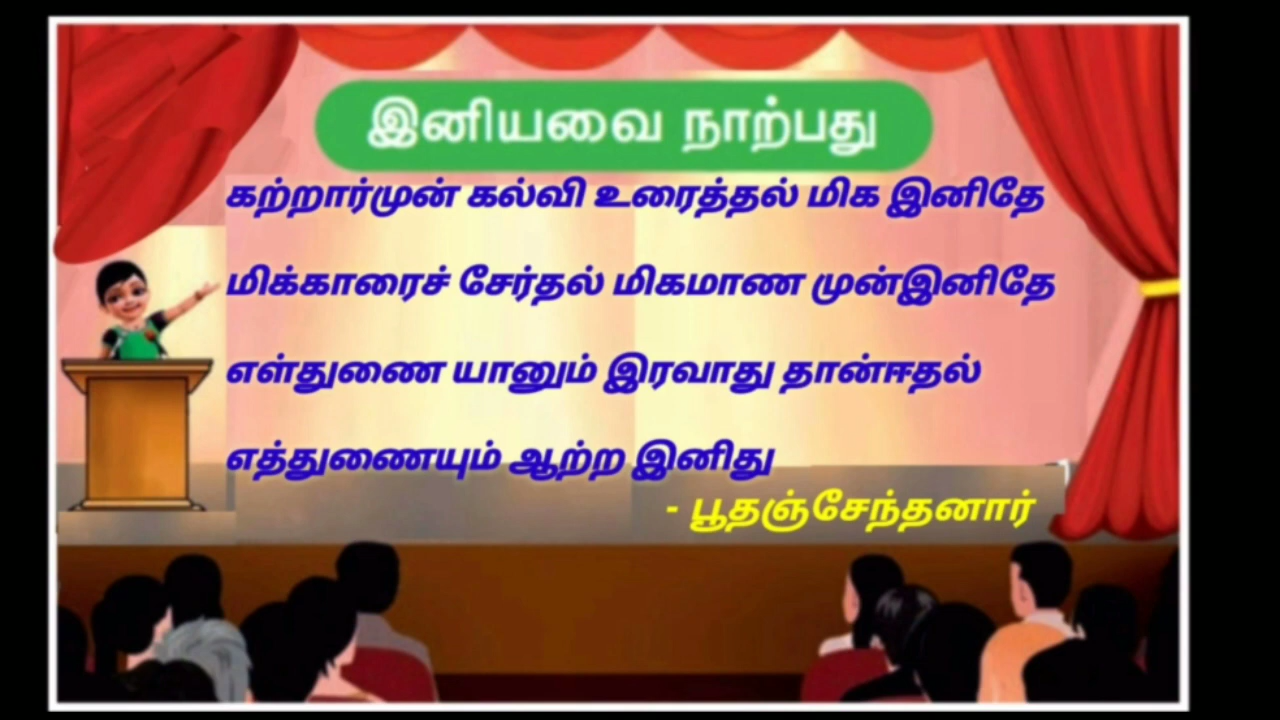 இனியவை நாற்பது
கற்றார்முன் கல்வி உரைத்தல் மிக இனிதே
மிக்காரைச் சேர்தல் மிகமாண முன்இனிதே
எள்துணை யானும் இரவாது தான்ஈதல்
எத்துணையும் ஆற்ற இனிது
- பூதஞ்சேந்தனார்